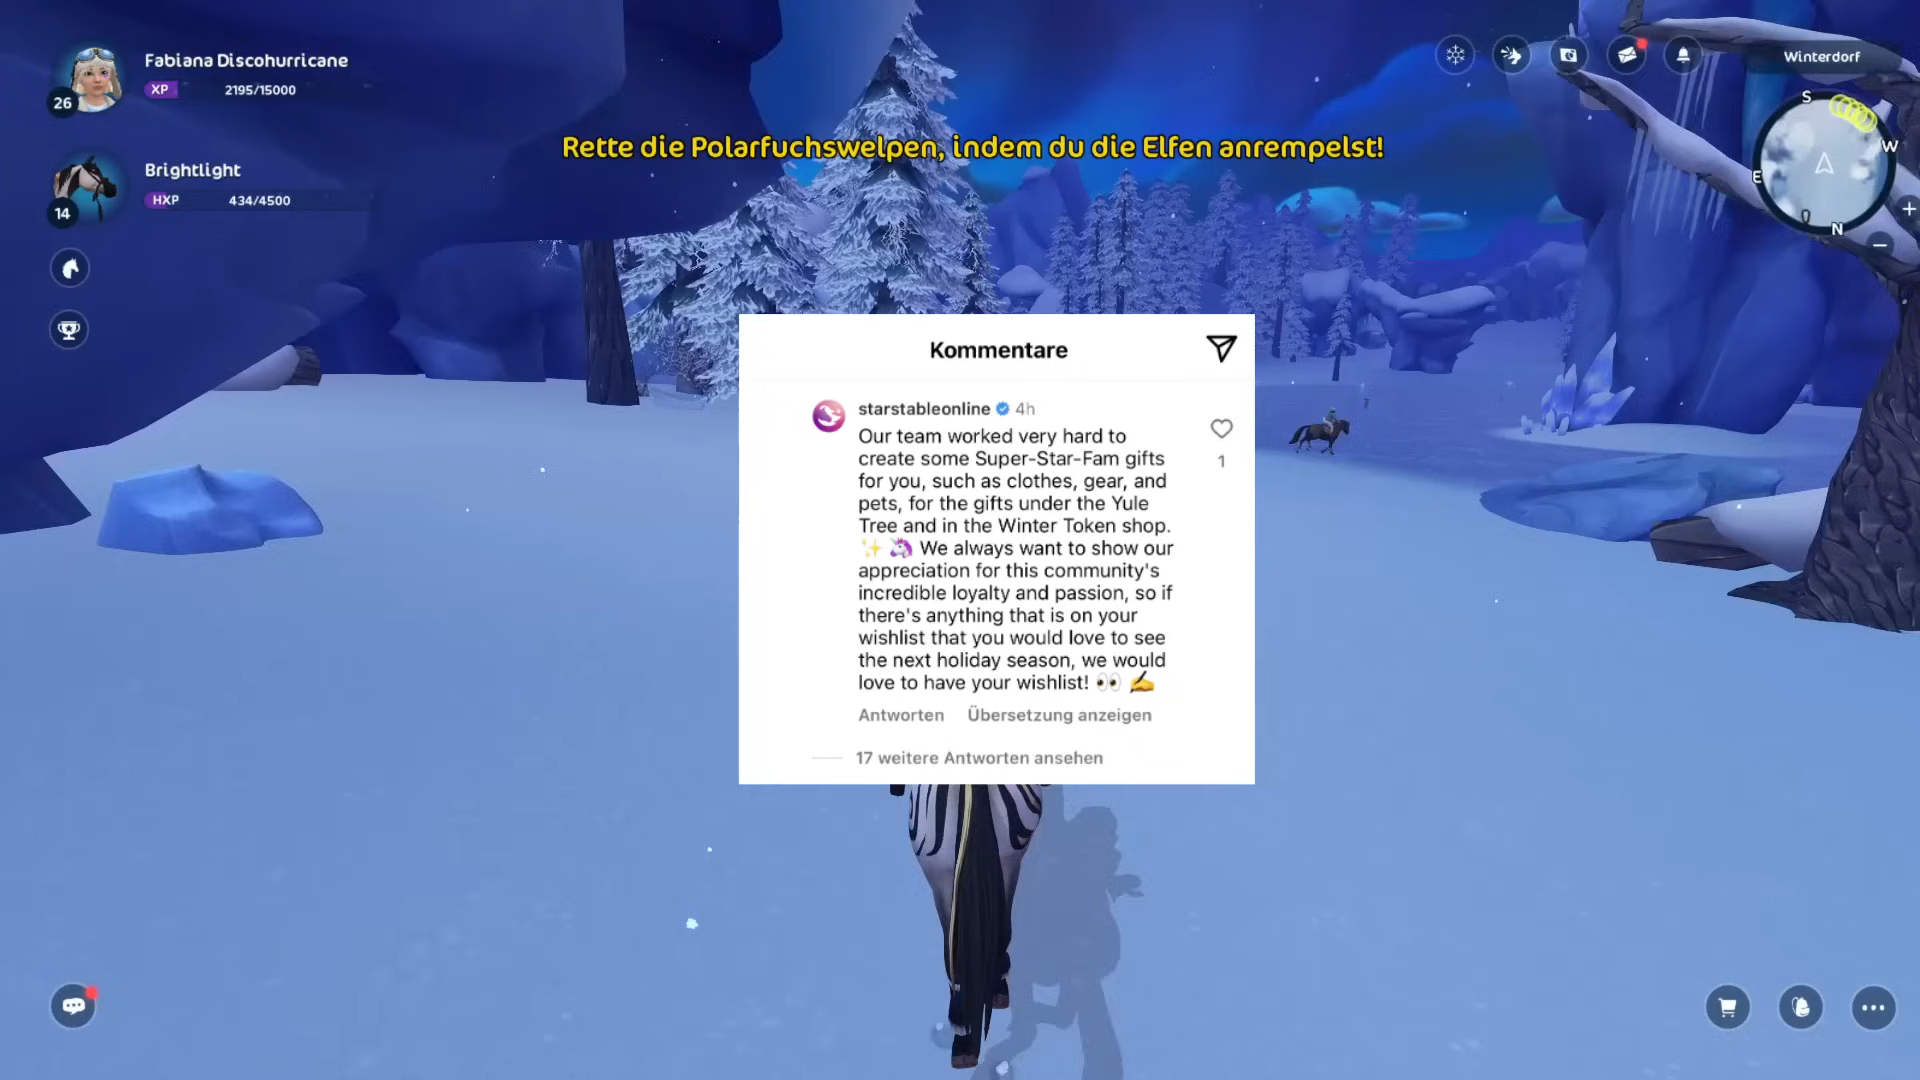 Fabiana Discohurricane
26
XP 2195/15000
Brightlight
14
HXP 434/4500
Winterdorf
S
W
E
N
Rette die Polarfuchswelpen, indem du die Elfen anrempelst!
Kommentare
starstableonline 4h
Our team worked very hard to
create some Super-Star-Fam gifts
for you, such as clothes, gear, and
pets, for the gifts under the Yule
Tree and in the Winter Token shop.
✨ 🦄 We always want to show our
appreciation for this community's
incredible loyalty and passion, so if
there's anything that is on your
wishlist that you would love to see
the next holiday season, we would
love to have your wishlist! 👀 ✍️
1
Antworten Übersetzung anzeigen
17 weitere Antworten ansehen